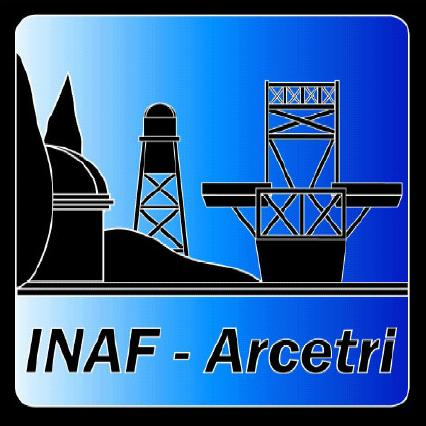 INAF - Arcetri